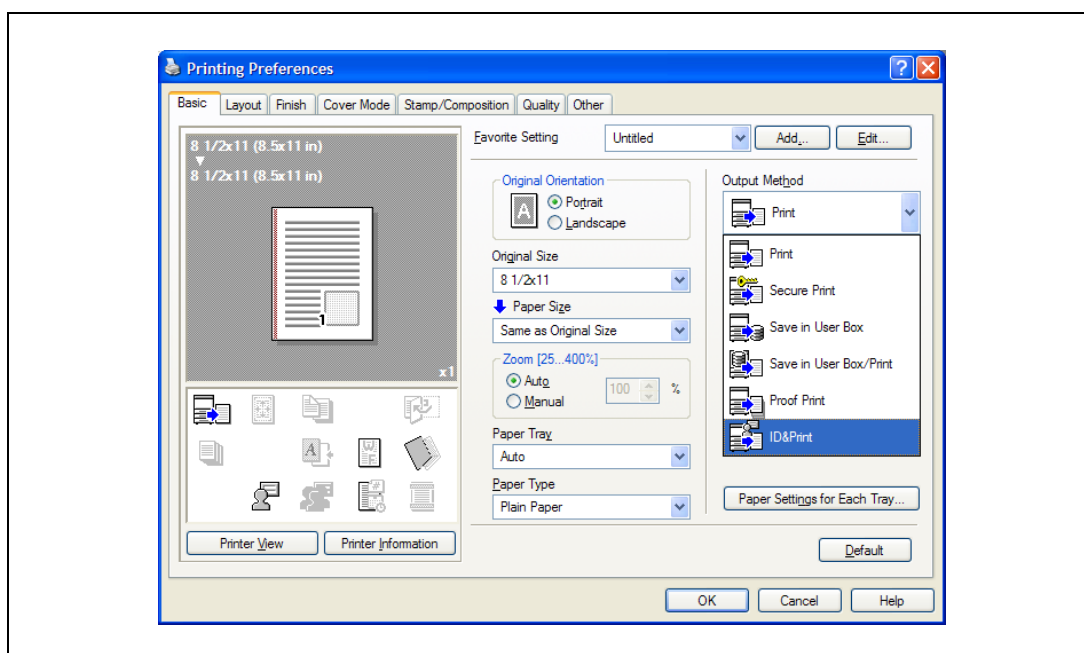 Printing Preferences
Basic Layout Finish Cover Mode Stamp/Composition Quality Other
8 1/2x11 (8.5x11 in)
8 1/2x11 (8.5x11 in)
1
x1
Printer View Printer Information
Favorite Setting Untitled Add... Edit...
Original Orientation
A
Portrait
Landscape
Original Size
8 1/2x11
Paper Size
Same as Original Size
Zoom [25...400%]
Auto
Manual
100 %
Paper Tray
Auto
Paper Type
Plain Paper
Output Method
Print
Print
Secure Print
Save in User Box
Save in User Box/Print
Proof Print
ID&Print
Paper Settings for Each Tray...
Default
OK Cancel Help